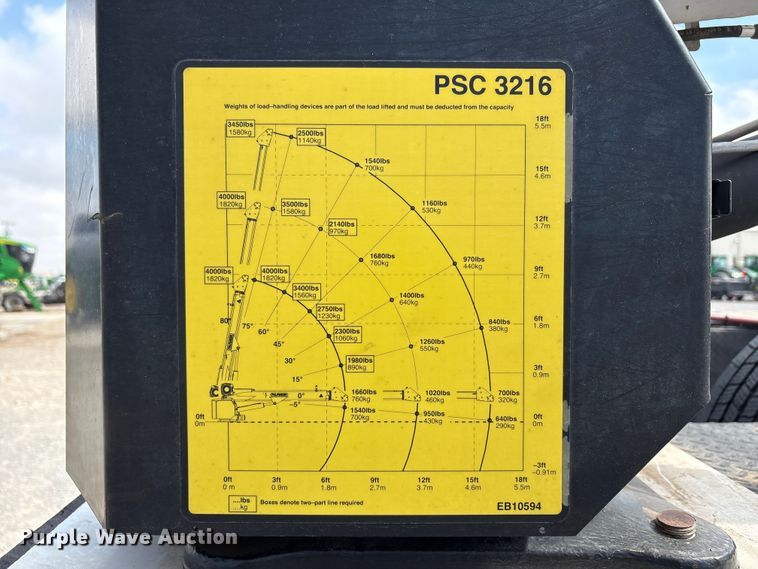 PSC 3216
Weights of load-handling devices are part of the load lifted and must be deducted from the capacity
18ft
5.5m
3450lbs
1580kg
2500lbs
1140kg
1540lbs
700kg
15ft
4.6m
4000lbs
1820kg
3500lbs
1580kg
1160lbs
530kg
2140lbs
970kg
12ft
3.7m
1680lbs
760kg
970lbs
440kg
4000lbs
1820kg
4000lbs
1820kg
9ft
2.7m
3400lbs
1560kg
1400lbs
640kg
2750lbs
1230kg
80°
75°
60°
6ft
1.8m
840lbs
380kg
2300lbs
1060kg
45°
1260lbs
550kg
30°
1980lbs
890kg
3ft
0.9m
15°
0°
1660lbs
760kg
1020lbs
460kg
700lbs
320kg
-5°
1540lbs
700kg
950lbs
430kg
640lbs
290kg
0ft
0m
0ft
0m
-3ft
-0.91m
0ft
0 m
3ft
0.9m
6ft
1.8m
9ft
2.7m
12ft
3.7m
15ft
4.6m
18ft
5.5m
....lbs
....kg
Boxes denote two-part line required
EB10594
Purple Wave Auction